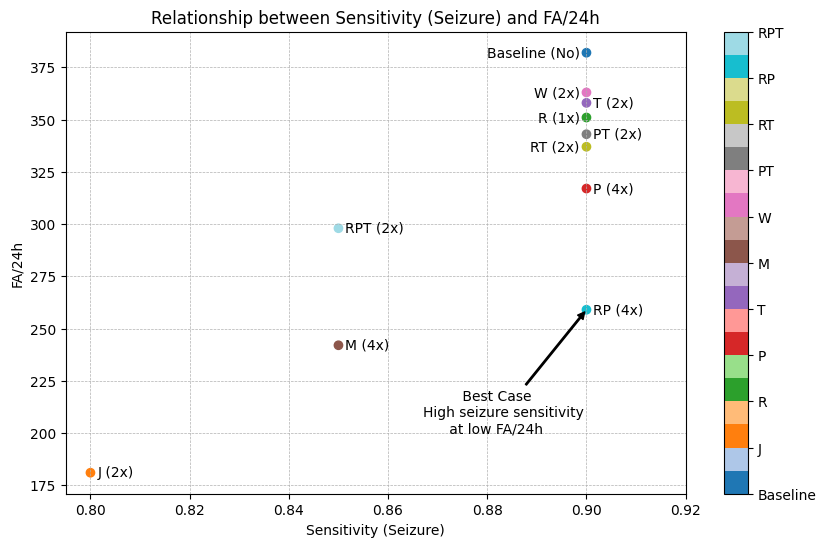 Relationship between Sensitivity (Seizure) and FA/24h
FA/24h
375
350
325
300
275
250
225
200
175
Baseline (No)
W (2x)
T (2x)
R (1x)
PT (2x)
RT (2x)
P (4x)
RPT (2x)
RP (4x)
M (4x)
Best Case
High seizure sensitivity
at low FA/24h
J (2x)
0.80
0.82
0.84
0.86
0.88
0.90
0.92
Sensitivity (Seizure)
RPT
RP
RT
PT
W
M
T
P
R
J
Baseline